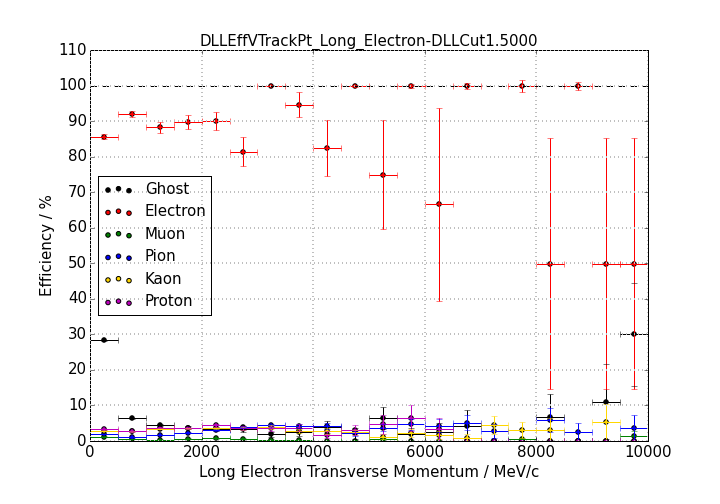 DLLEffVTrackPt_Long_Electron-DLLCut1.5000
110
100
90
80
70
60
50
40
30
20
10
0
Efficiency / %
Ghost
Electron
Muon
Pion
Kaon
Proton
0 2000 4000 6000 8000 10000
Long Electron Transverse Momentum / MeV/c